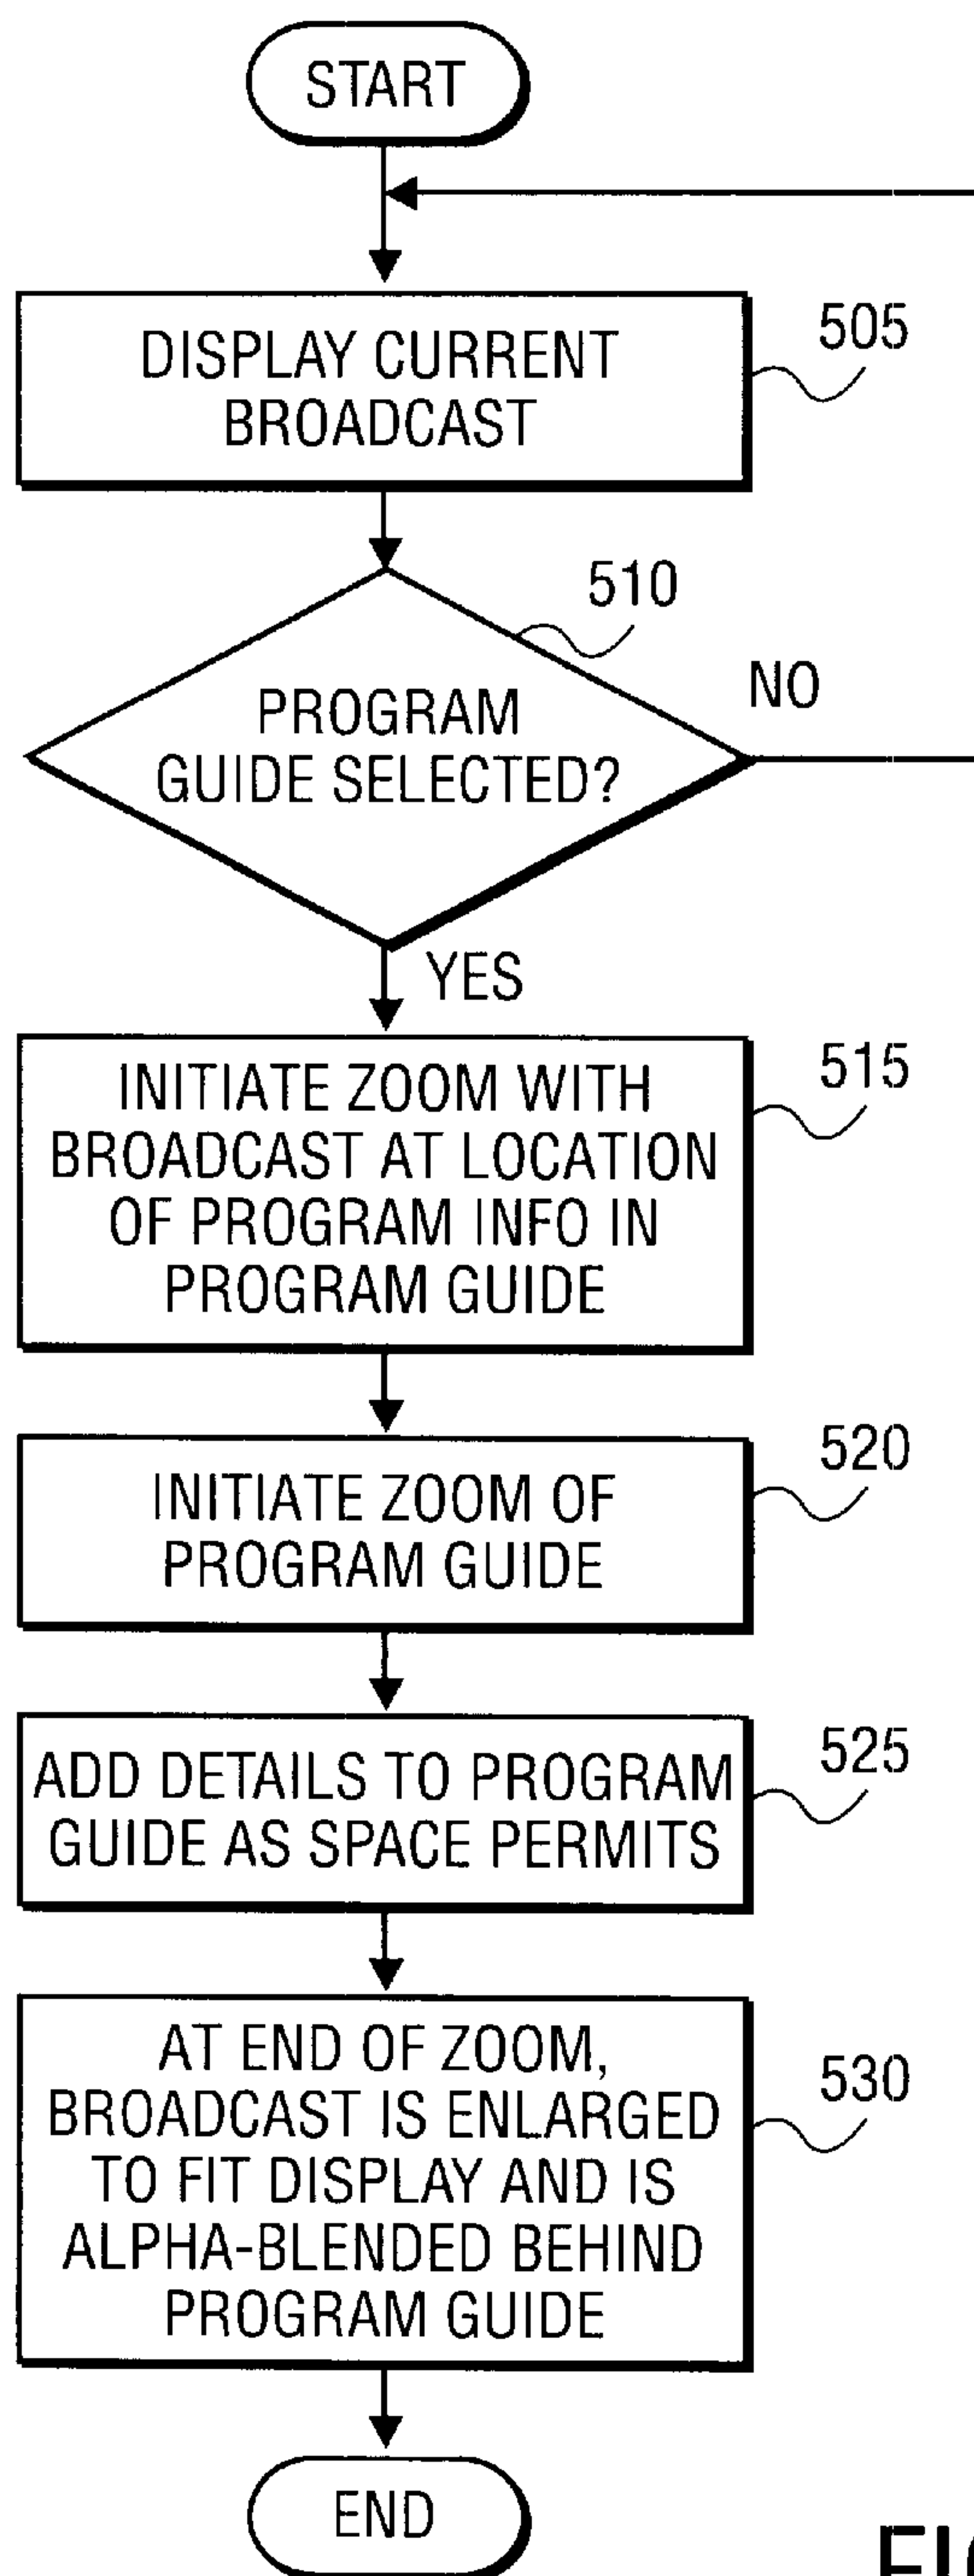 START
DISPLAY CURRENT
BROADCAST
505
510
PROGRAM
GUIDE SELECTED?
NO
YES
INITIATE ZOOM WITH
BROADCAST AT LOCATION
OF PROGRAM INFO IN
PROGRAM GUIDE
515
INITIATE ZOOM OF
PROGRAM GUIDE
520
ADD DETAILS TO PROGRAM
GUIDE AS SPACE PERMITS
525
AT END OF ZOOM,
BROADCAST IS ENLARGED
TO FIT DISPLAY AND IS
ALPHA-BLENDED BEHIND
PROGRAM GUIDE
530
END